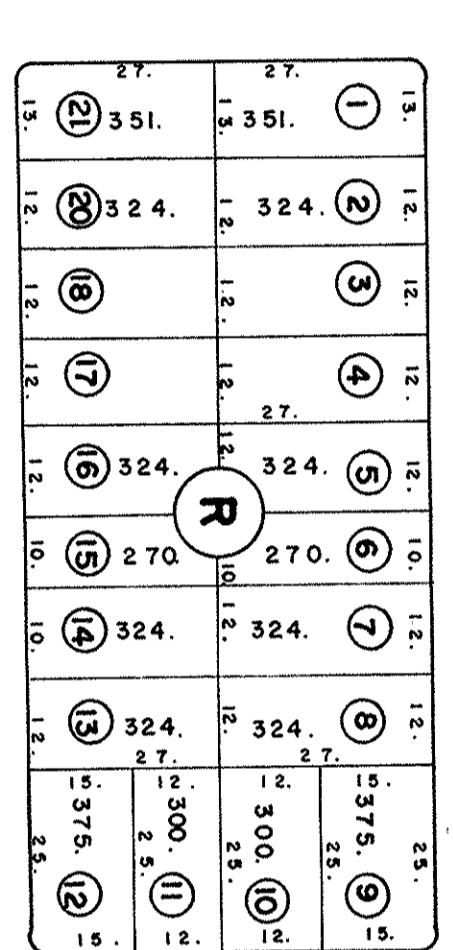 27. 27.
13. 21 351. 13. 351. 1 13.
12. 20 324. 12. 324. 2 12.
12. 18 12. 3 12.
12. 17 12. 4 12.
27.
12. 16 324. 12. 324. 5 12.
R
10. 15 270. 10. 270. 6 10.
10. 14 324. 12. 324. 7 12.
12. 13 324. 12. 324. 8 12.
27. 27.
15. 12. 12. 15.
375. 300. 300. 375.
25. 25. 25. 25. 25.
12 11 10 9
15. 12. 12. 15.